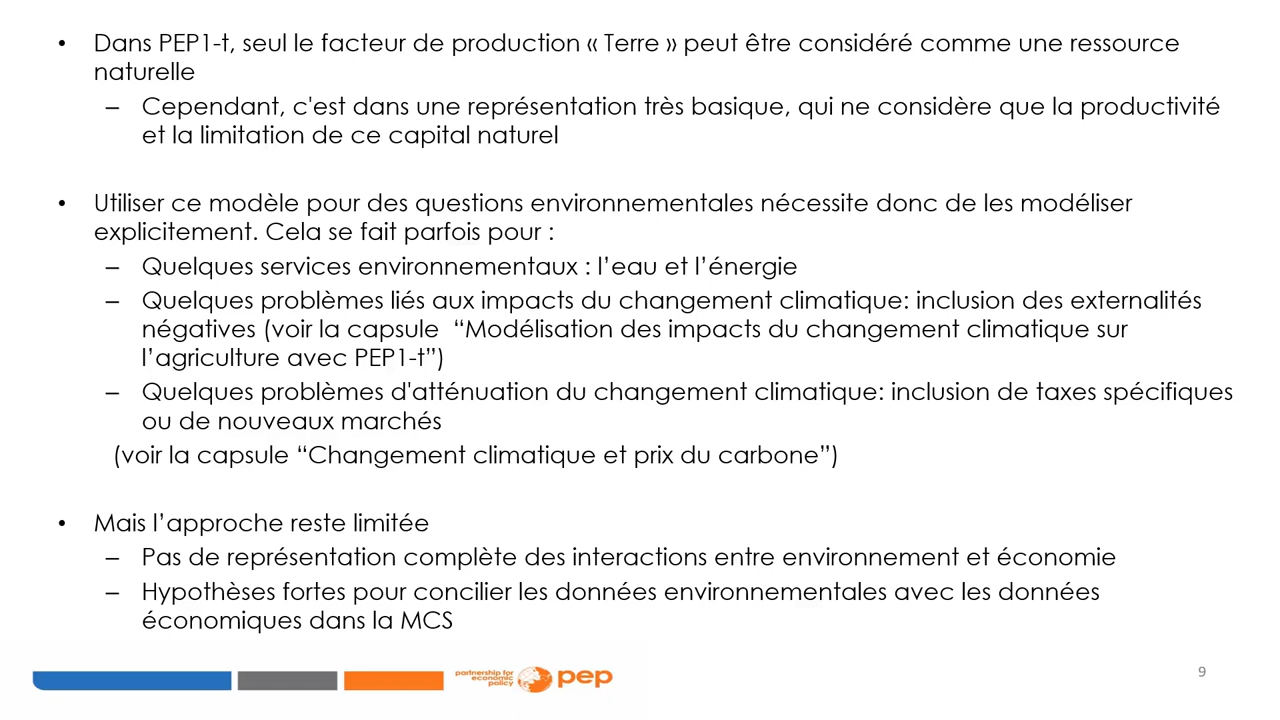 • Dans PEP1-t, seul le facteur de production « Terre » peut être considéré comme une ressource
naturelle
– Cependant, c'est dans une représentation très basique, qui ne considère que la productivité
et la limitation de ce capital naturel
• Utiliser ce modèle pour des questions environnementales nécessite donc de les modéliser
explicitement. Cela se fait parfois pour :
– Quelques services environnementaux : l’eau et l’énergie
– Quelques problèmes liés aux impacts du changement climatique: inclusion des externalités
négatives (voir la capsule “Modélisation des impacts du changement climatique sur
l’agriculture avec PEP1-t”)
– Quelques problèmes d'atténuation du changement climatique: inclusion de taxes spécifiques
ou de nouveaux marchés
(voir la capsule “Changement climatique et prix du carbone”)
• Mais l’approche reste limitée
– Pas de représentation complète des interactions entre environnement et économie
– Hypothèses fortes pour concilier les données environnementales avec les données
économiques dans la MCS
partnership for
economic
policy
pep
9